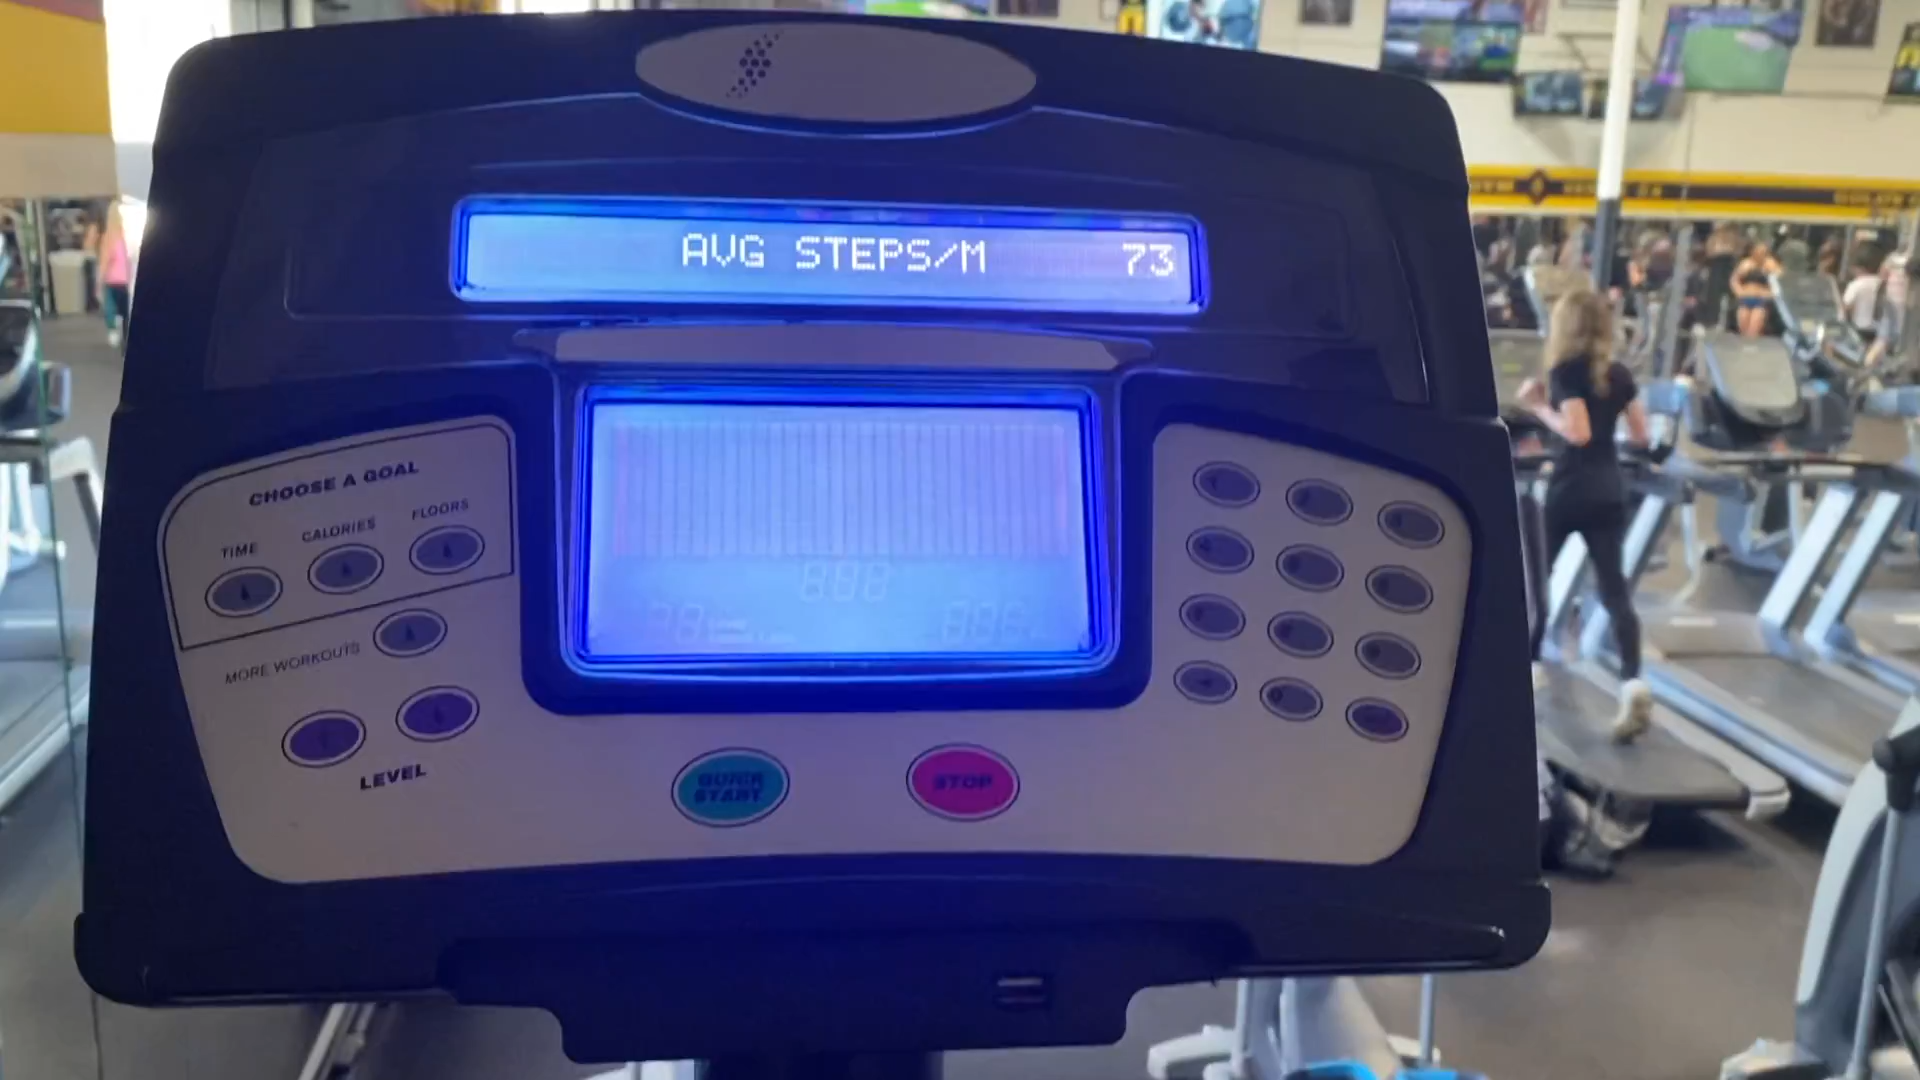 AVG STEPS/M 73
CHOOSE A GOAL
TIME CALORIES FLOORS
MORE WORKOUTS
LEVEL
QUICK
START
STOP